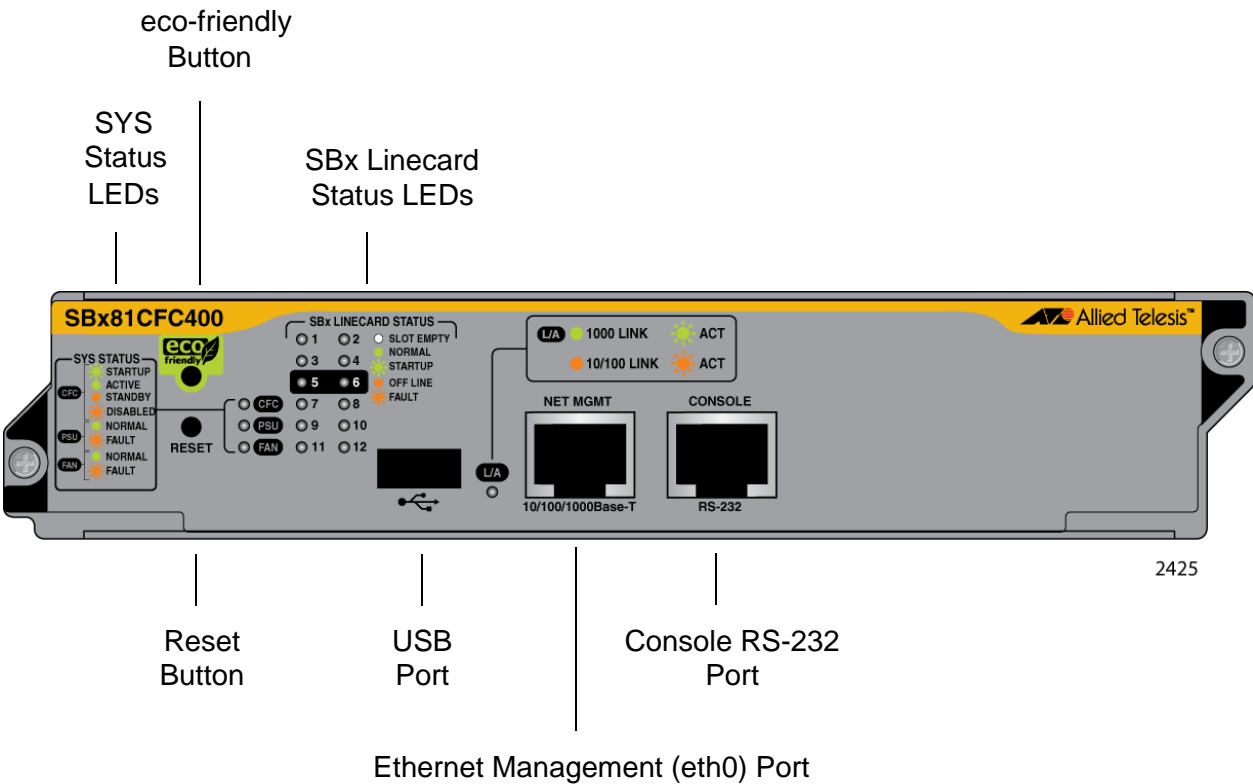 eco-friendly
Button
SYS
Status
LEDs
SBx Linecard
Status LEDs
SBx81CFC400
eco
friendly
SYS STATUS
CFC
STARTUP
ACTIVE
STANDBY
DISABLED
PSU
NORMAL
FAULT
FAN
NORMAL
FAULT
RESET
CFC
PSU
FAN
SBx LINECARD STATUS
1 2
3 4
5 6
7 8
9 10
11 12
SLOT EMPTY
NORMAL
STARTUP
OFF LINE
FAULT
L/A 1000 LINK ACT
10/100 LINK ACT
Allied Telesis™
L/A
NET MGMT
10/100/1000Base-T
CONSOLE
RS-232
2425
Reset
Button
USB
Port
Console RS-232
Port
Ethernet Management (eth0) Port